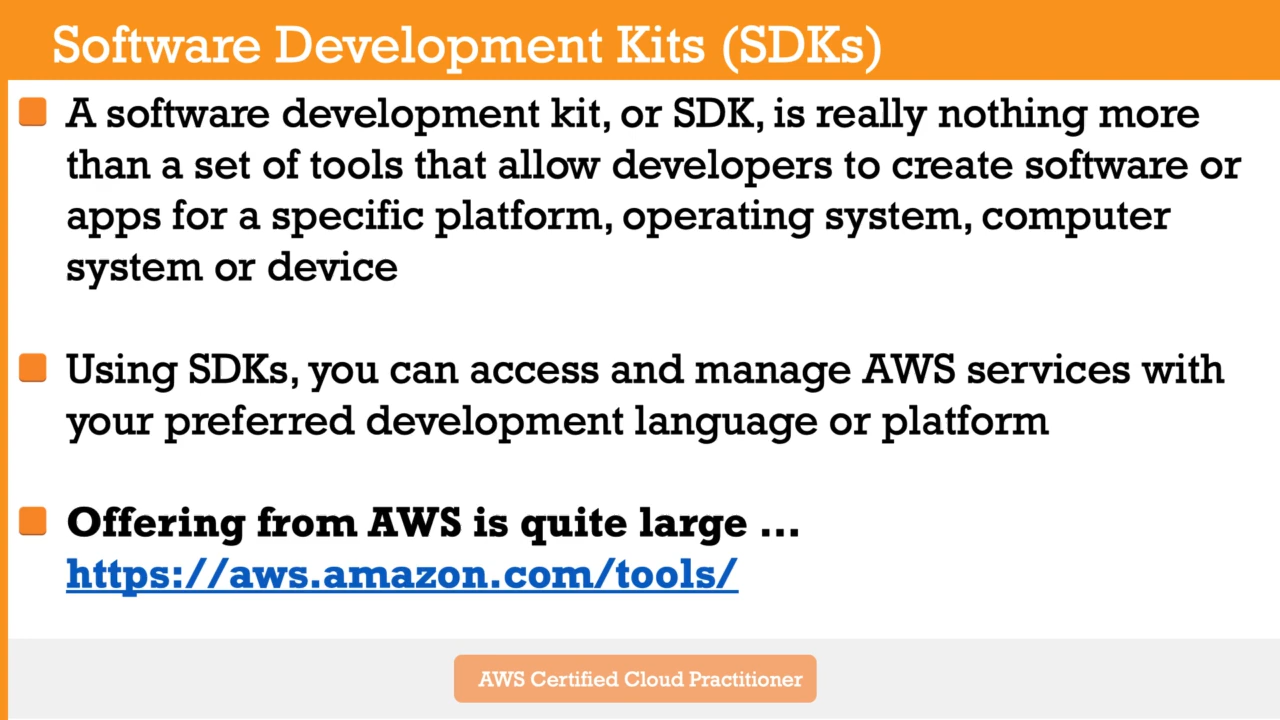 Software Development Kits (SDKs)
A software development kit, or SDK, is really nothing more
than a set of tools that allow developers to create software or
apps for a specific platform, operating system, computer
system or device
Using SDKs, you can access and manage AWS services with
your preferred development language or platform
Offering from AWS is quite large ...
https://aws.amazon.com/tools/
AWS Certified Cloud Practitioner